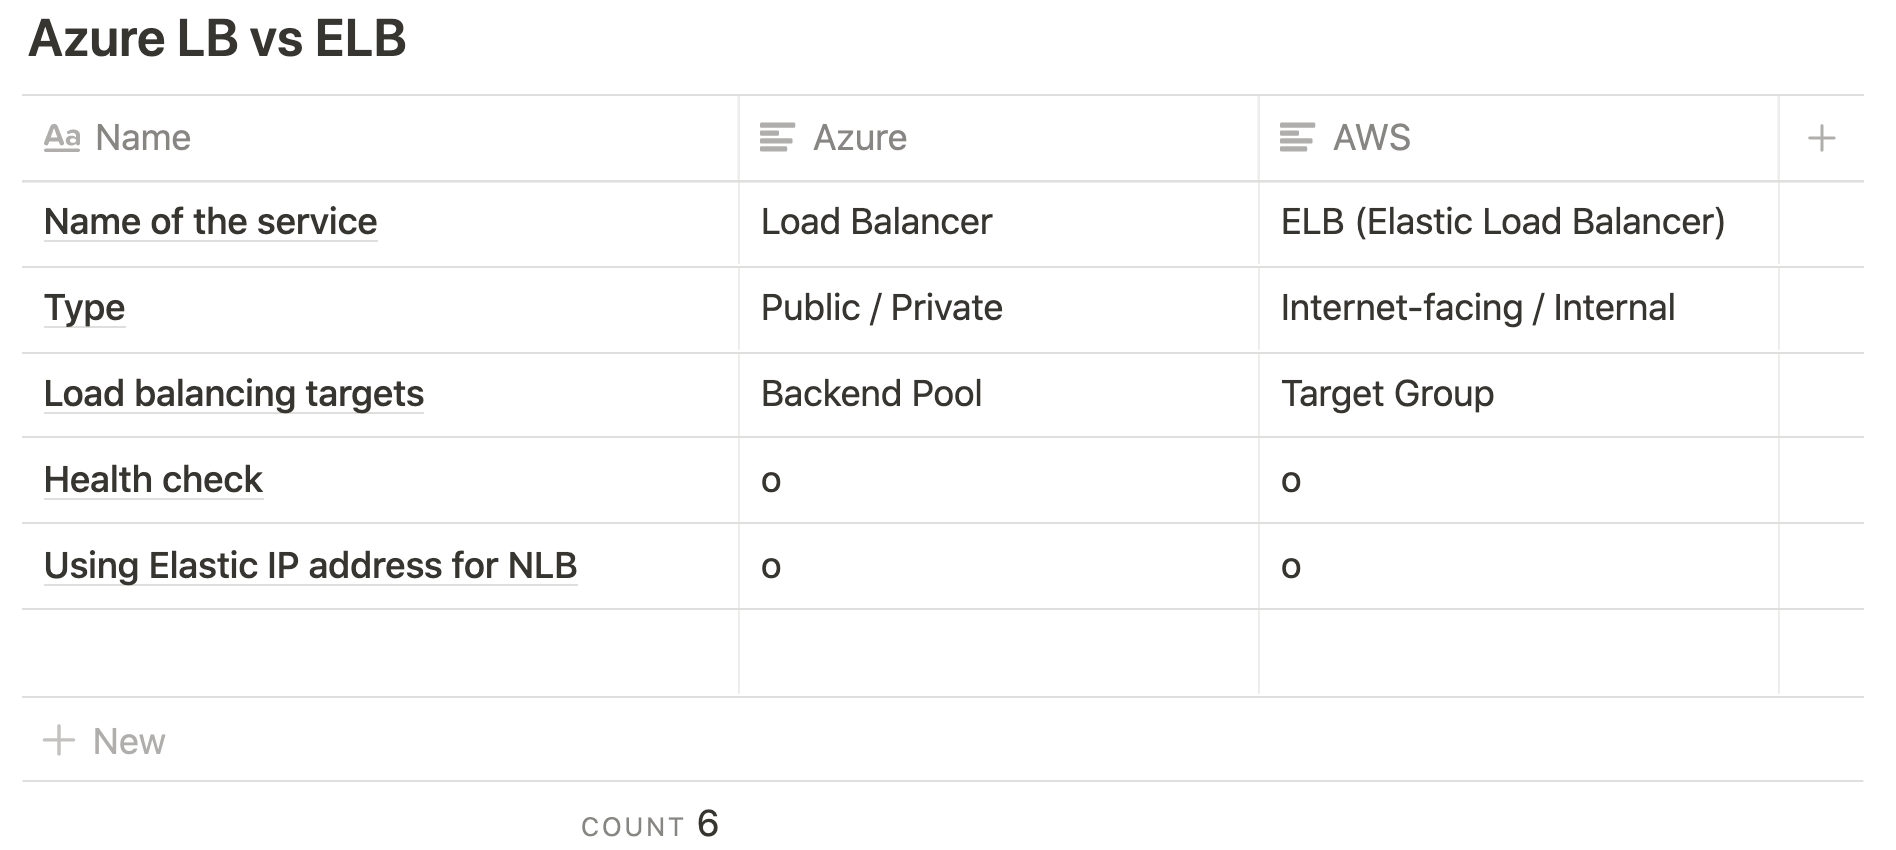 Azure LB vs ELB
Aa Name Azure AWS
Name of the service Load Balancer ELB (Elastic Load Balancer)
Type Public / Private Internet-facing / Internal
Load balancing targets Backend Pool Target Group
Health check o o
Using Elastic IP address for NLB o o
+ New
COUNT 6